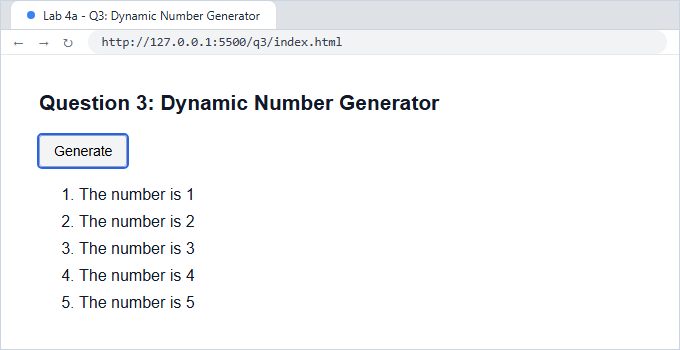 Lab 4a - Q3: Dynamic Number Generator
http://127.0.0.1:5500/q3/index.html
Question 3: Dynamic Number Generator
Generate
1. The number is 1
2. The number is 2
3. The number is 3
4. The number is 4
5. The number is 5